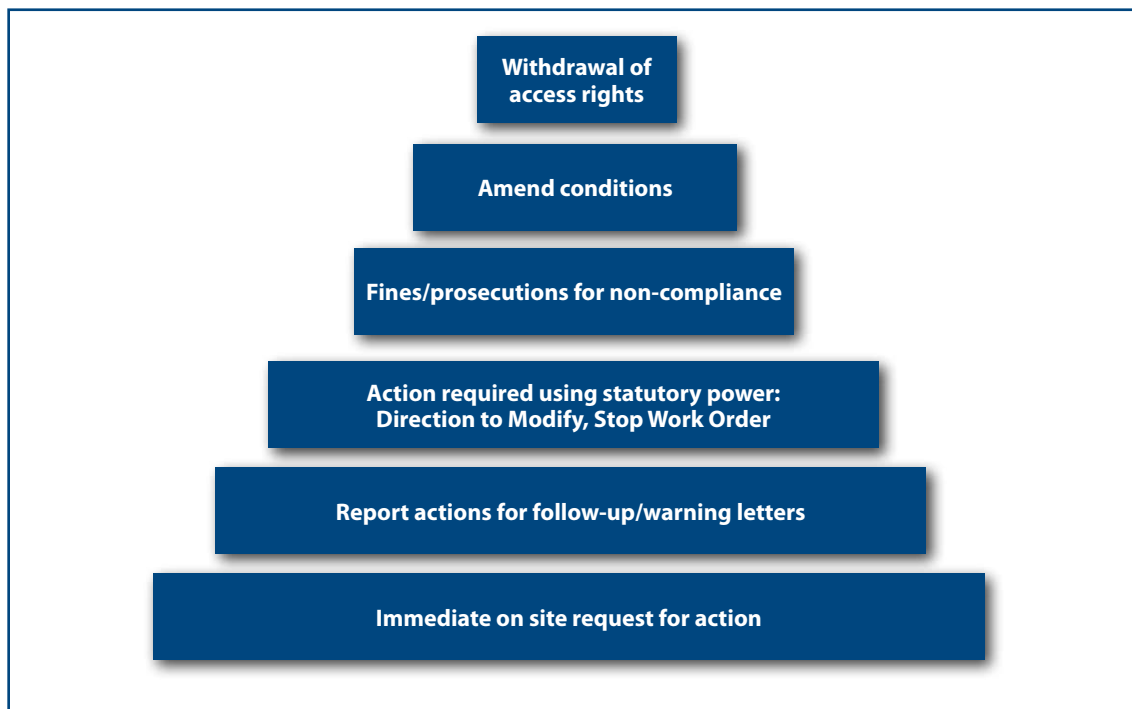 Withdrawal of
access rights
Amend conditions
Fines/prosecutions for non-compliance
Action required using statutory power:
Direction to Modify, Stop Work Order
Report actions for follow-up/warning letters
Immediate on site request for action